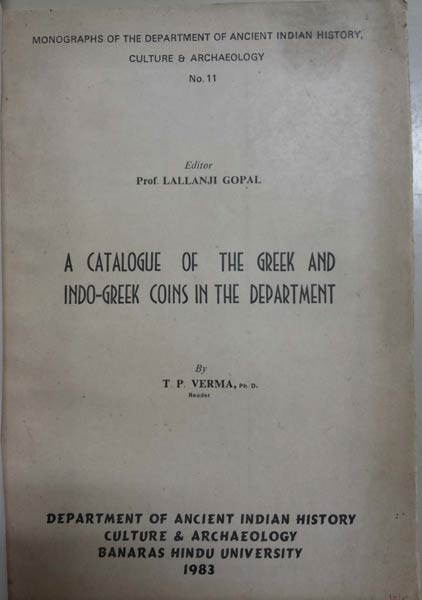 MONOGRAPHS OF THE DEPARTMENT OF ANCIENT INDIAN HISTORY,
CULTURE & ARCHAEOLOGY
No. 11
Editor
Prof. LALLANJI GOPAL
A CATALOGUE OF THE GREEK AND
INDO-GREEK COINS IN THE DEPARTMENT
By
T. P. VERMA, Ph. D.
Reader
DEPARTMENT OF ANCIENT INDIAN HISTORY
CULTURE & ARCHAEOLOGY
BANARAS HINDU UNIVERSITY
1983